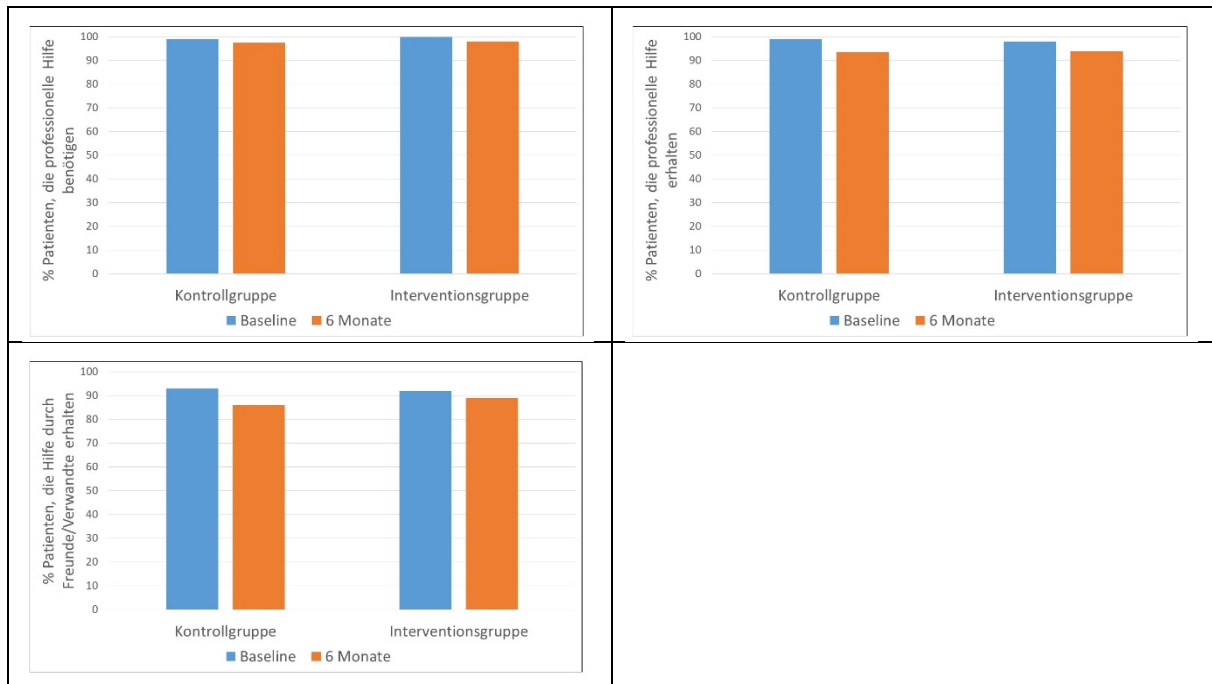 % Patienten, die professionelle Hilfe
benötigen
100
90
80
70
60
50
40
30
20
10
0
Kontrollgruppe
Interventionsgruppe
Baseline
6 Monate
% Patienten, die professionelle Hilfe
erhalten
100
90
80
70
60
50
40
30
20
10
0
Kontrollgruppe
Interventionsgruppe
Baseline
6 Monate
% Patienten, die Hilfe durch
Freunde/Verwandte erhalten
100
90
80
70
60
50
40
30
20
10
0
Kontrollgruppe
Interventionsgruppe
Baseline
6 Monate